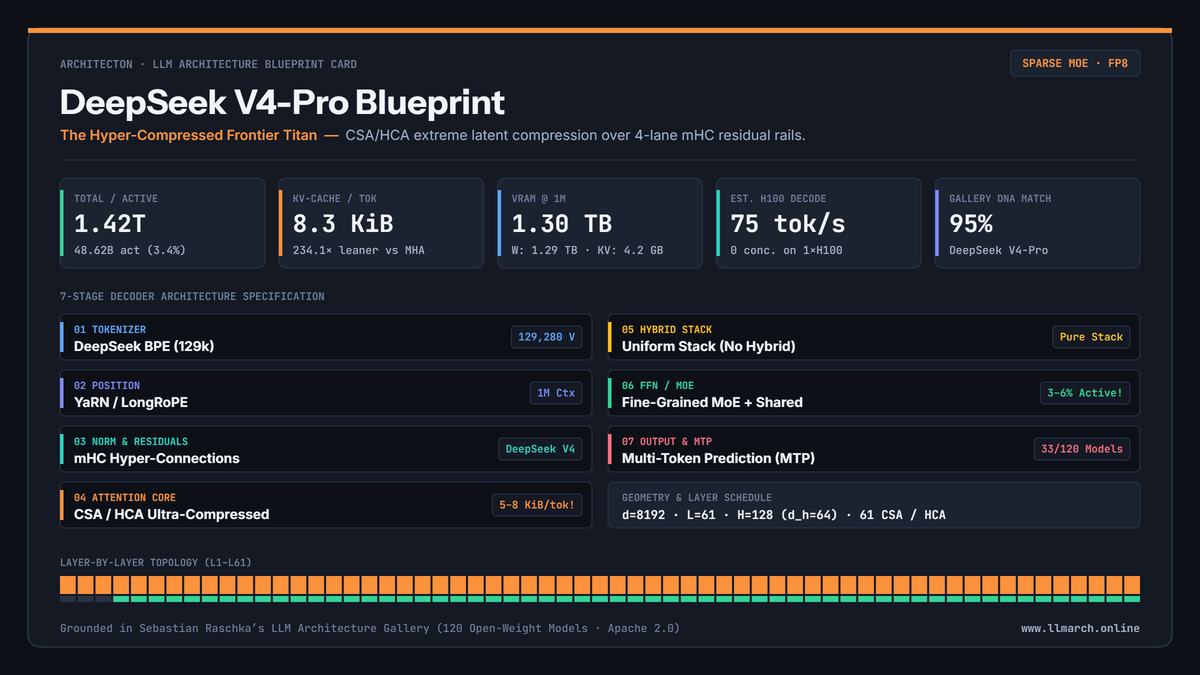 ARCHITECTON · LLM ARCHITECTURE BLUEPRINT CARD
SPARSE MOE · FP8
DeepSeek V4-Pro Blueprint
The Hyper-Compressed Frontier Titan — CSA/HCA extreme latent compression over 4-lane mHC residual rails.
TOTAL / ACTIVE
1.42T
48.62B act (3.4%)
KV-CACHE / TOK
8.3 KiB
234.1× leaner vs MHA
VRAM @ 1M
1.30 TB
W: 1.29 TB · KV: 4.2 GB
EST. H100 DECODE
75 tok/s
0 conc. on 1×H100
GALLERY DNA MATCH
95%
DeepSeek V4-Pro
7-STAGE DECODER ARCHITECTURE SPECIFICATION
01 TOKENIZER
DeepSeek BPE (129k)
129,280 V
02 POSITION
YaRN / LongRoPE
1M Ctx
03 NORM & RESIDUALS
mHC Hyper-Connections
DeepSeek V4
04 ATTENTION CORE
CSA / HCA Ultra-Compressed
5-8 KiB/tok!
05 HYBRID STACK
Uniform Stack (No Hybrid)
Pure Stack
06 FFN / MOE
Fine-Grained MoE + Shared
3-6% Active!
07 OUTPUT & MTP
Multi-Token Prediction (MTP)
33/120 Models
GEOMETRY & LAYER SCHEDULE
d=8192 · L=61 · H=128 (d_h=64) · 61 CSA / HCA
LAYER-BY-LAYER TOPOLOGY (L1-L61)
Grounded in Sebastian Raschka's LLM Architecture Gallery (120 Open-Weight Models · Apache 2.0)
www.llmarch.online